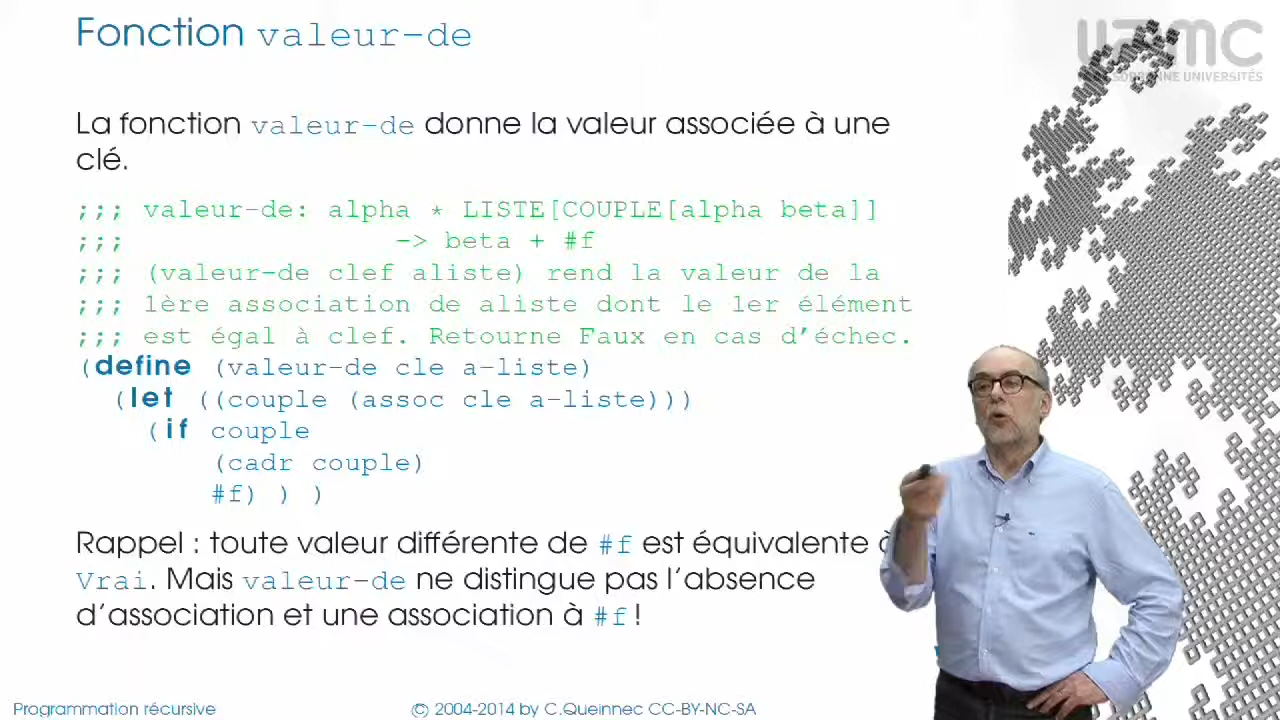 Fonction valeur-de
upmc
SORBONNE UNIVERSITÉS
La fonction valeur-de donne la valeur associée à une
clé.
;;; valeur-de: alpha * LISTE[COUPLE[alpha beta]]
;;; -> beta + #f
;;; (valeur-de clef aliste) rend la valeur de la
;;; 1ère association de aliste dont le 1er élément
;;; est égal à clef. Retourne Faux en cas d'échec.
(define (valeur-de cle a-liste)
(let ((couple (assoc cle a-liste)))
(if couple
(cadr couple)
#f) ) )
Rappel : toute valeur différente de #f est équivalente à
Vrai. Mais valeur-de ne distingue pas l'absence
d'association et une association à #f !
Programmation récursive
© 2004-2014 by C.Queinnec CC-BY-NC-SA